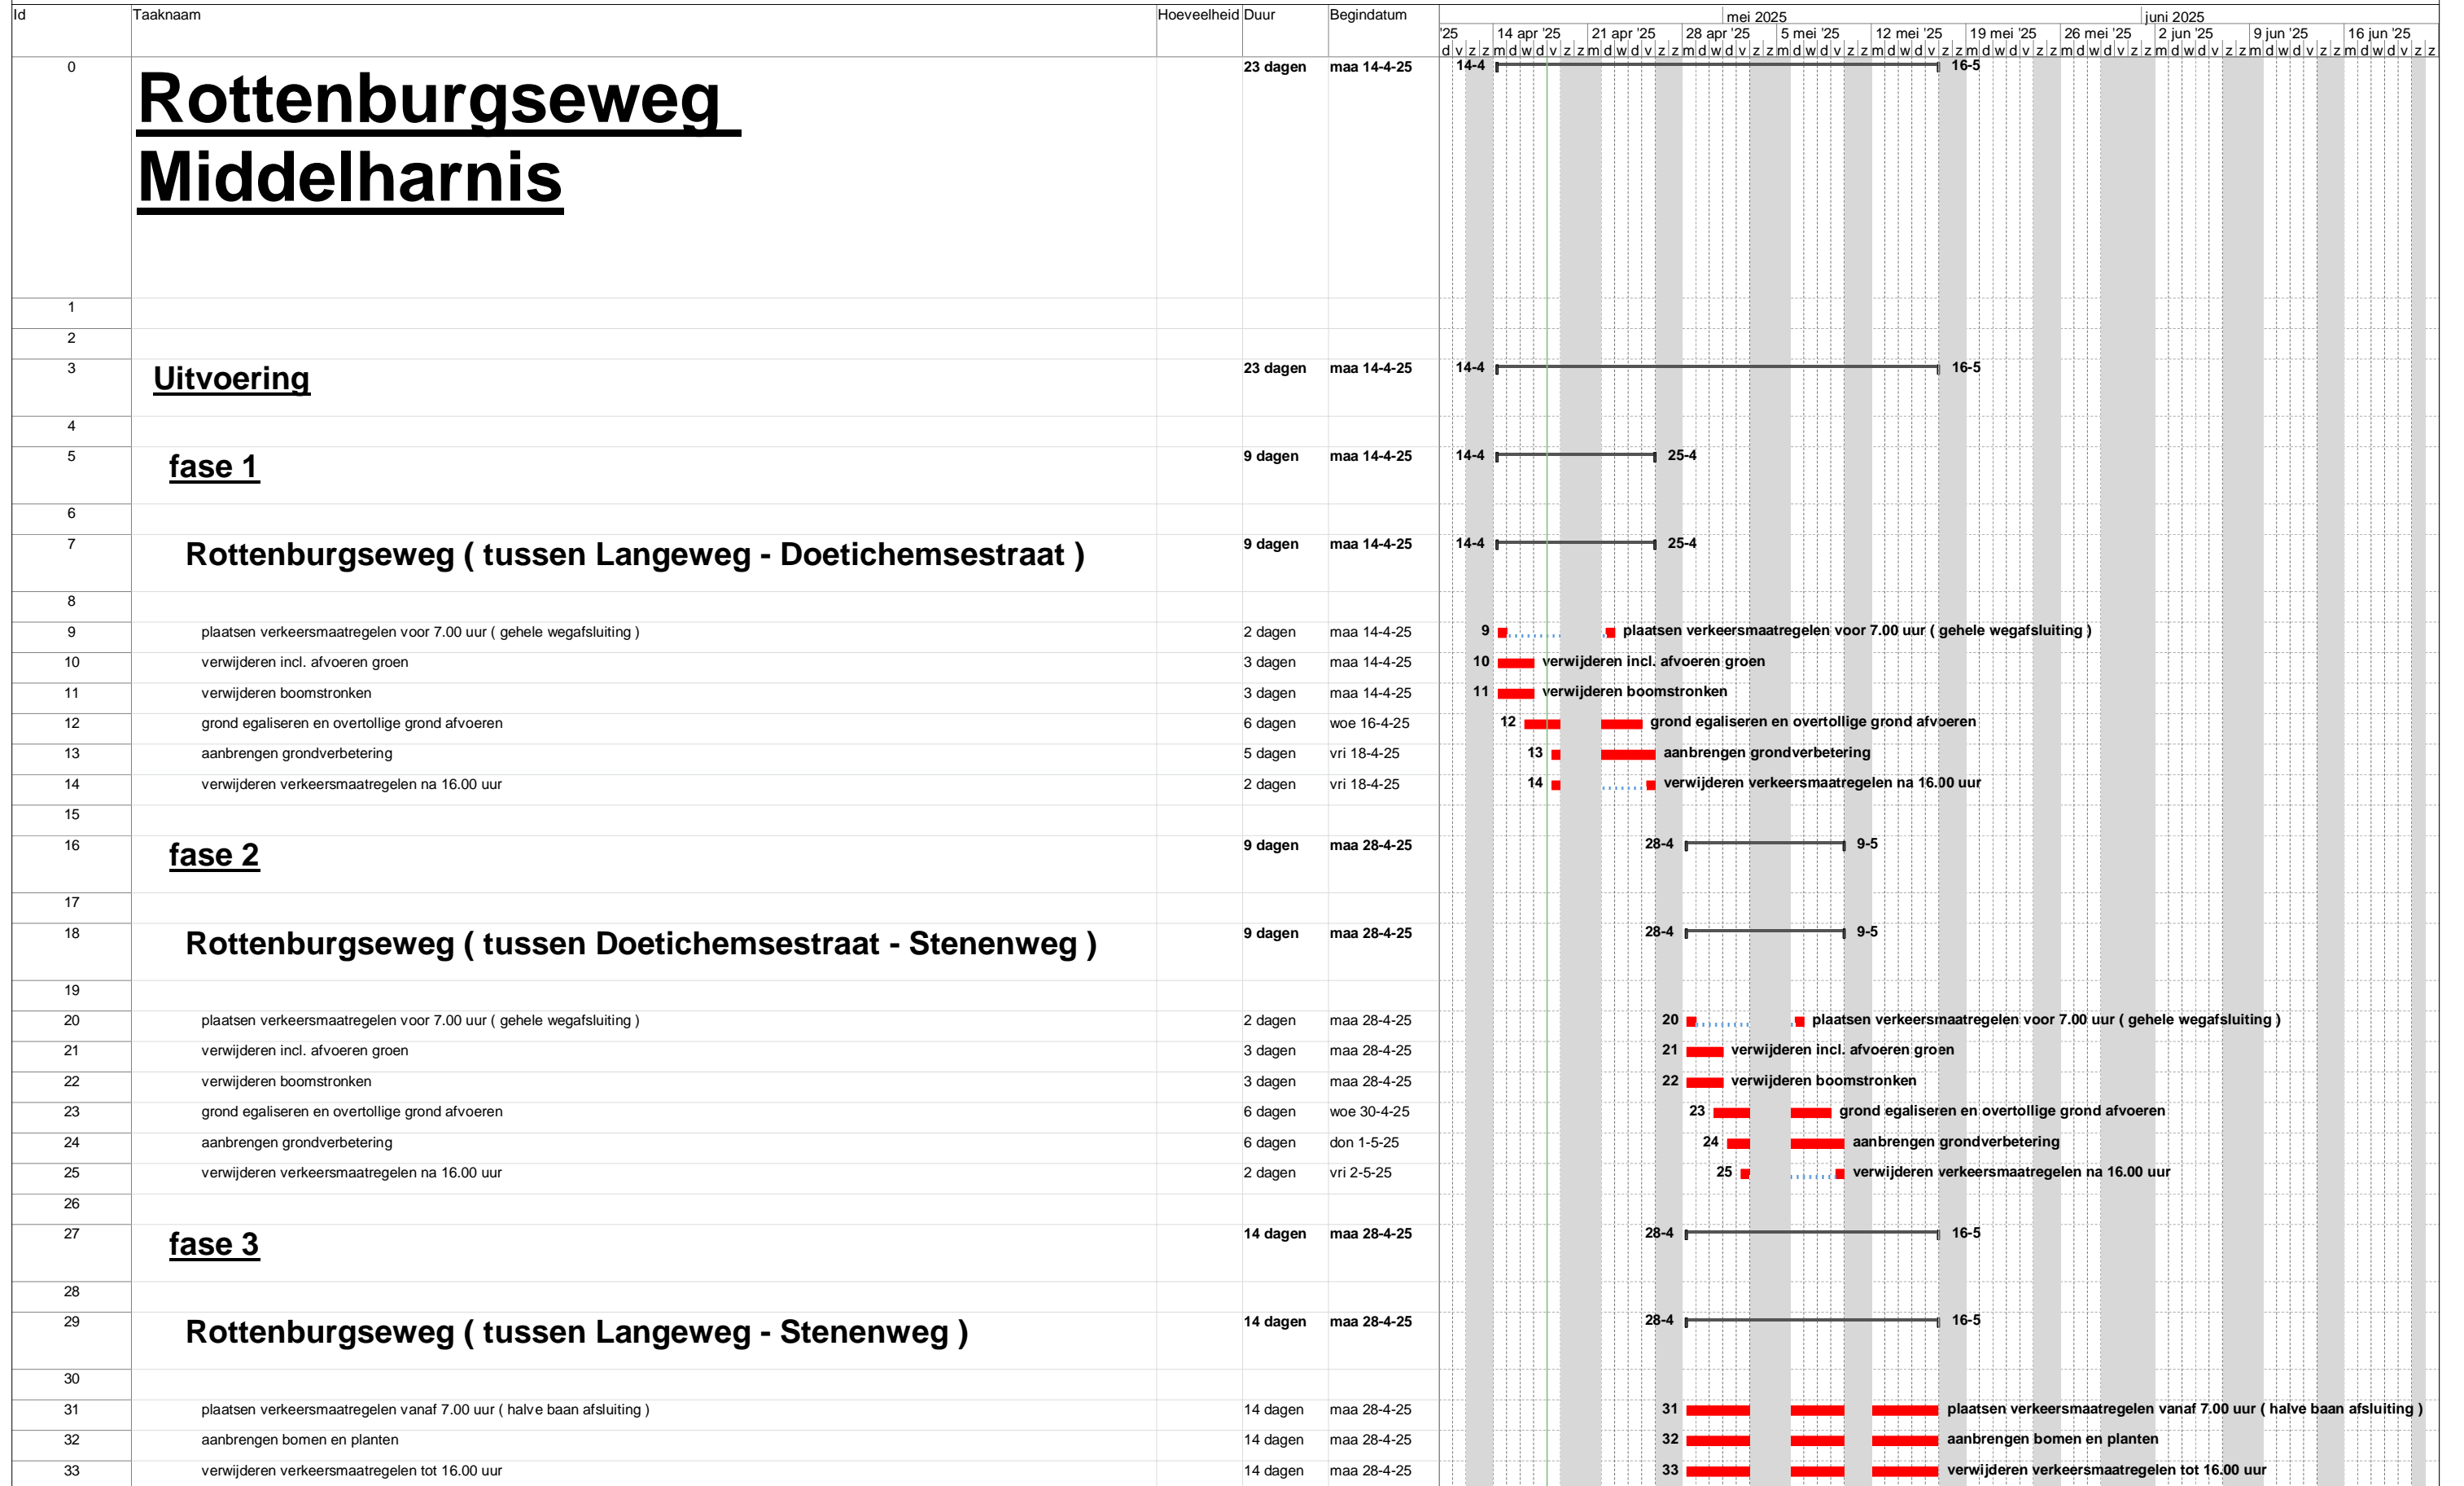 Id Taaknaam Hoeveelheid Duur Begindatum mei 2025 juni 2025
'25 14 apr '25 21 apr '25 28 apr '25 5 mei '25 12 mei '25 19 mei '25 26 mei '25 2 jun '25 9 jun '25 16 jun '25
d v z z m d w d v z z m d w d v z z m d w d v z z m d w d v z z m d w d v z z m d w d v z z m d w d v z z m d w d v z z m d w d v z z m d w d v z z
0 Rottenburgseweg 23 dagen maa 14-4-25 14-4 16-5
Middelharnis
1
2
3 Uitvoering 23 dagen maa 14-4-25 14-4 16-5
4
5 fase 1 9 dagen maa 14-4-25 14-4 25-4
6
7 Rottenburgseweg ( tussen Langeweg - Doetichemsestraat ) 9 dagen maa 14-4-25 14-4 25-4
8
9 plaatsen verkeersmaatregelen voor 7.00 uur ( gehele wegafsluiting ) 2 dagen maa 14-4-25 9 plaatsen verkeersmaatregelen voor 7.00 uur ( gehele wegafsluiting )
10 verwijderen incl. afvoeren groen 3 dagen maa 14-4-25 10 verwijderen incl. afvoeren groen
11 verwijderen boomstronken 3 dagen maa 14-4-25 11 verwijderen boomstronken
12 grond egaliseren en overtollige grond afvoeren 6 dagen woe 16-4-25 12 grond egaliseren en overtollige grond afvoeren
13 aanbrengen grondverbetering 5 dagen vri 18-4-25 13 aanbrengen grondverbetering
14 verwijderen verkeersmaatregelen na 16.00 uur 2 dagen vri 18-4-25 14 verwijderen verkeersmaatregelen na 16.00 uur
15
16 fase 2 9 dagen maa 28-4-25 28-4 9-5
17
18 Rottenburgseweg ( tussen Doetichemsestraat - Stenenweg ) 9 dagen maa 28-4-25 28-4 9-5
19
20 plaatsen verkeersmaatregelen voor 7.00 uur ( gehele wegafsluiting ) 2 dagen maa 28-4-25 20 plaatsen verkeersmaatregelen voor 7.00 uur ( gehele wegafsluiting )
21 verwijderen incl. afvoeren groen 3 dagen maa 28-4-25 21 verwijderen incl. afvoeren groen
22 verwijderen boomstronken 3 dagen maa 28-4-25 22 verwijderen boomstronken
23 grond egaliseren en overtollige grond afvoeren 6 dagen woe 30-4-25 23 grond egaliseren en overtollige grond afvoeren
24 aanbrengen grondverbetering 6 dagen don 1-5-25 24 aanbrengen grondverbetering
25 verwijderen verkeersmaatregelen na 16.00 uur 2 dagen vri 2-5-25 25 verwijderen verkeersmaatregelen na 16.00 uur
26
27 fase 3 14 dagen maa 28-4-25 28-4 16-5
28
29 Rottenburgseweg ( tussen Langeweg - Stenenweg ) 14 dagen maa 28-4-25 28-4 16-5
30
31 plaatsen verkeersmaatregelen vanaf 7.00 uur ( halve baan afsluiting ) 14 dagen maa 28-4-25 31 plaatsen verkeersmaatregelen vanaf 7.00 uur ( halve baan afsluiting )
32 aanbrengen bomen en planten 14 dagen maa 28-4-25 32 aanbrengen bomen en planten
33 verwijderen verkeersmaatregelen tot 16.00 uur 14 dagen maa 28-4-25 33 verwijderen verkeersmaatregelen tot 16.00 uur